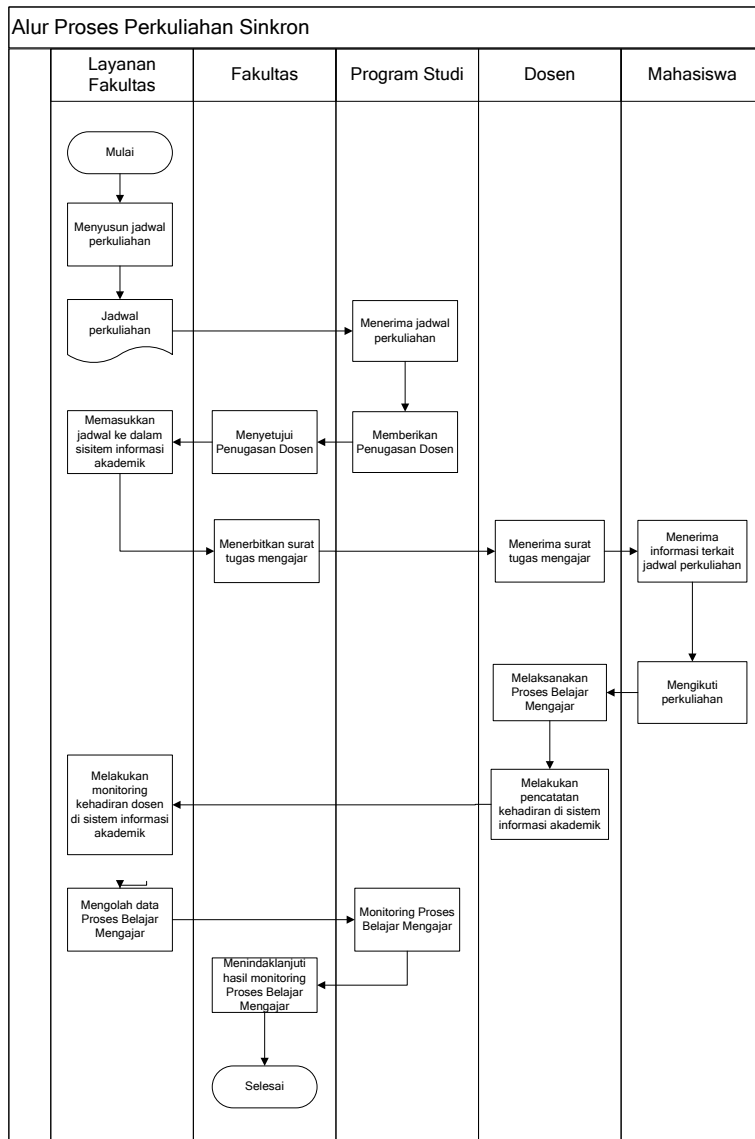 Alur Proses Perkuliahan Sinkron
Layanan
Fakultas
Fakultas
Program Studi
Dosen
Mahasiswa
Mulai
Menyusun jadwal
perkuliahan
Jadwal
perkuliahan
Menerima jadwal
perkuliahan
Memasukkan
jadwal ke dalam
sisitem informasi
akademik
Menyetujui
Penugasan Dosen
Memberikan
Penugasan Dosen
Menerbitkan surat
tugas mengajar
Menerima surat
tugas mengajar
Menerima
informasi terkait
jadwal perkuliahan
Melaksanakan
Proses Belajar
Mengajar
Mengikuti
perkuliahan
Melakukan
monitoring
kehadiran dosen
di sistem informasi
akademik
Melakukan
pencatatan
kehadiran di sistem
informasi akademik
Mengolah data
Proses Belajar
Mengajar
Monitoring Proses
Belajar Mengajar
Menindaklanjuti
hasil monitoring
Proses Belajar
Mengajar
Selesai